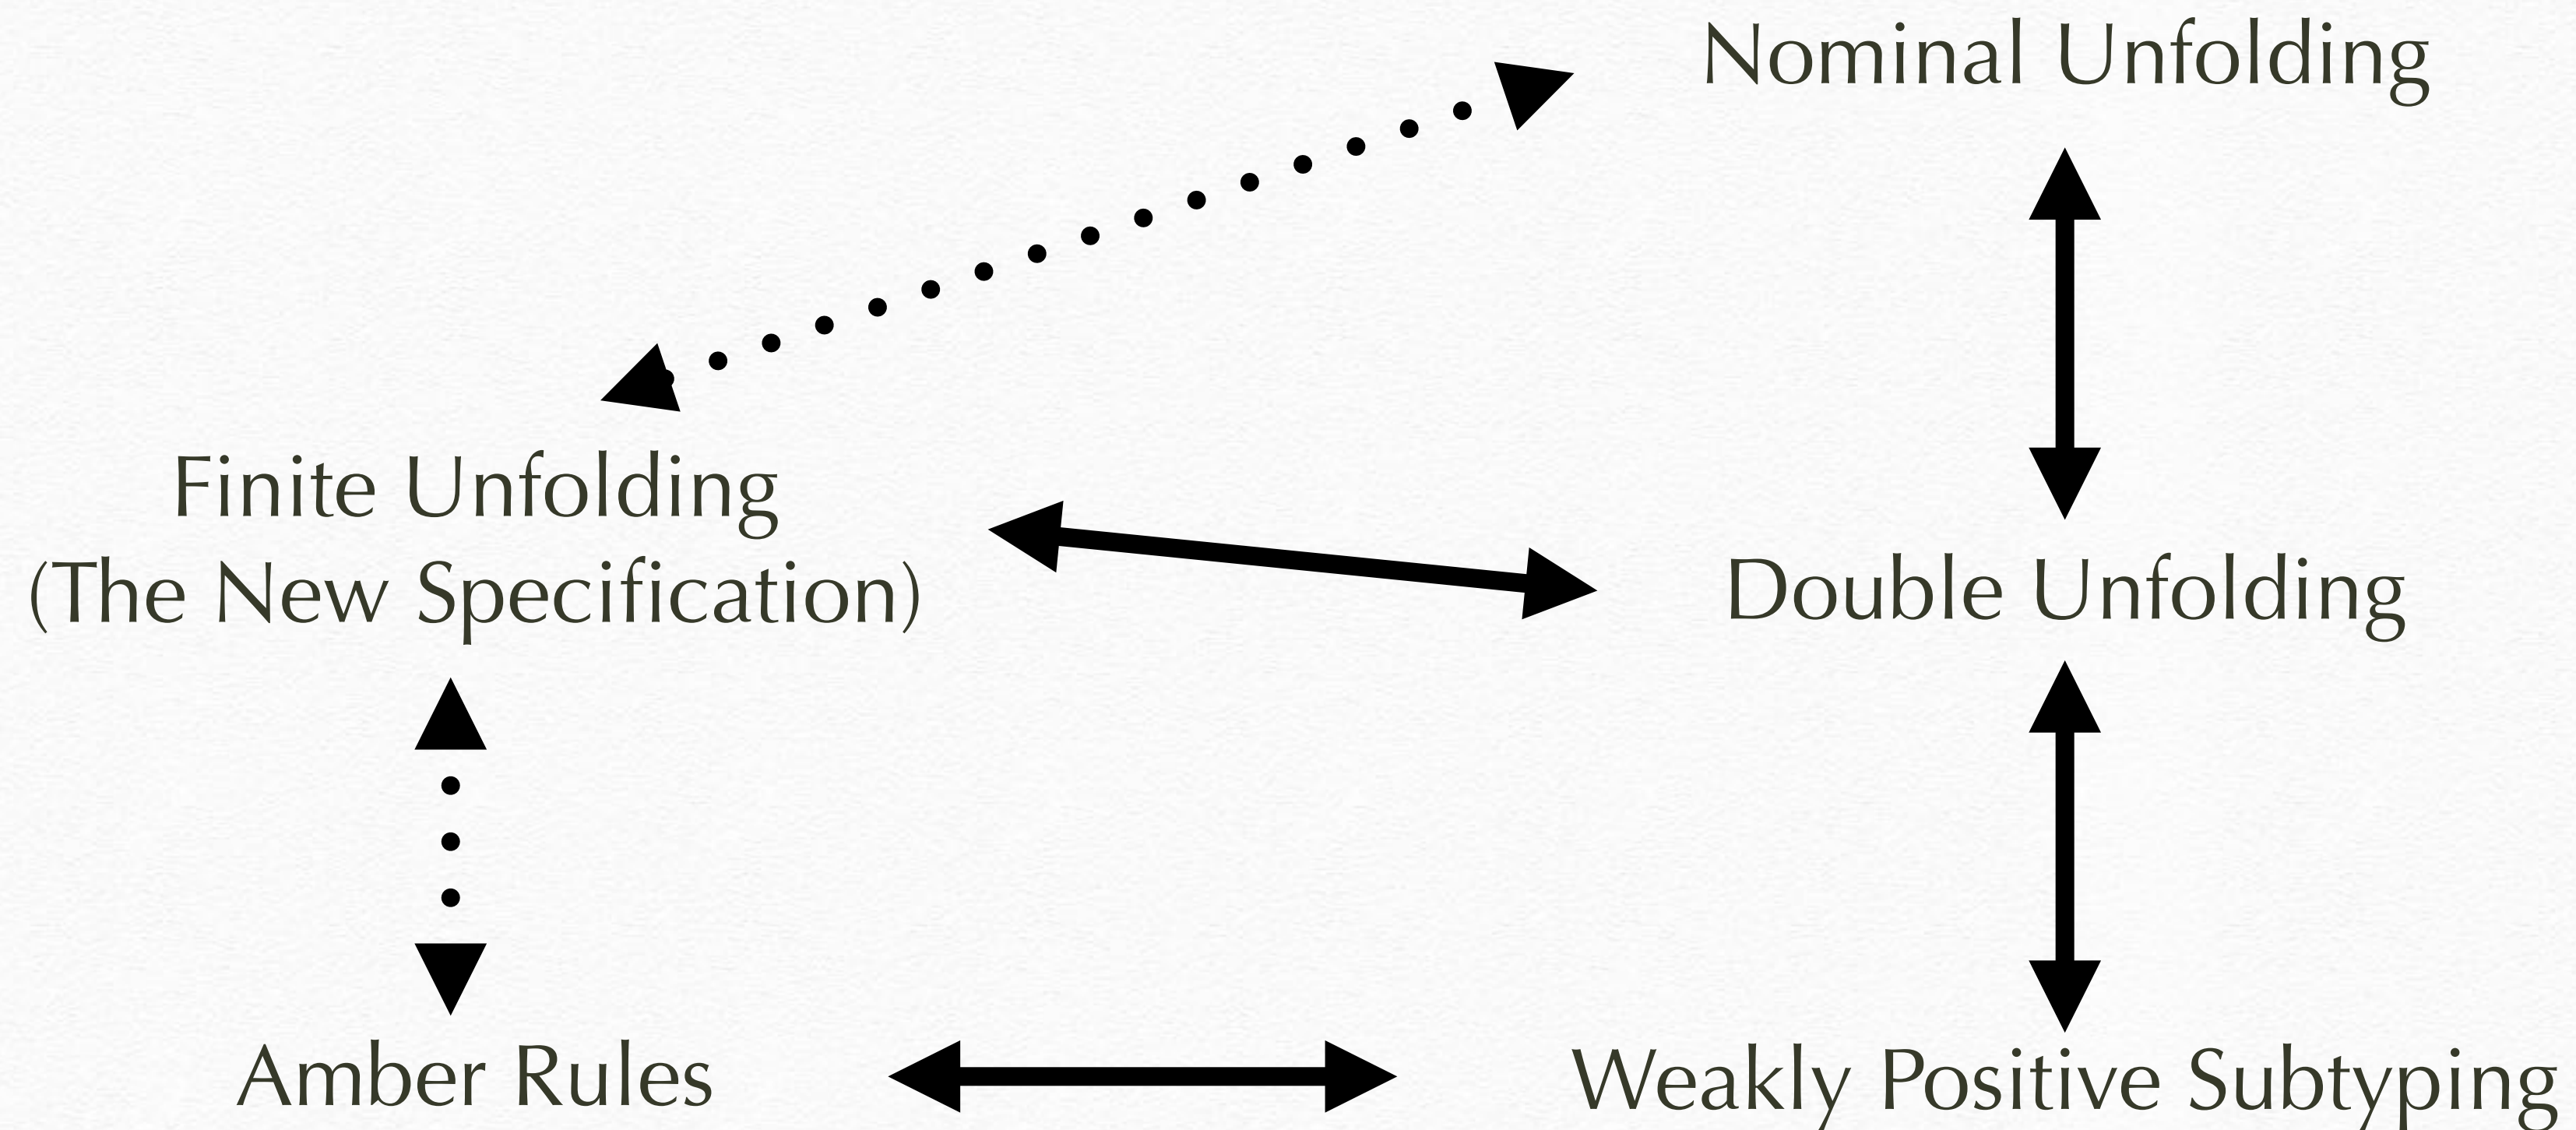 Nominal Unfolding
Finite Unfolding
(The New Specification)
Double Unfolding
Amber Rules
Weakly Positive Subtyping